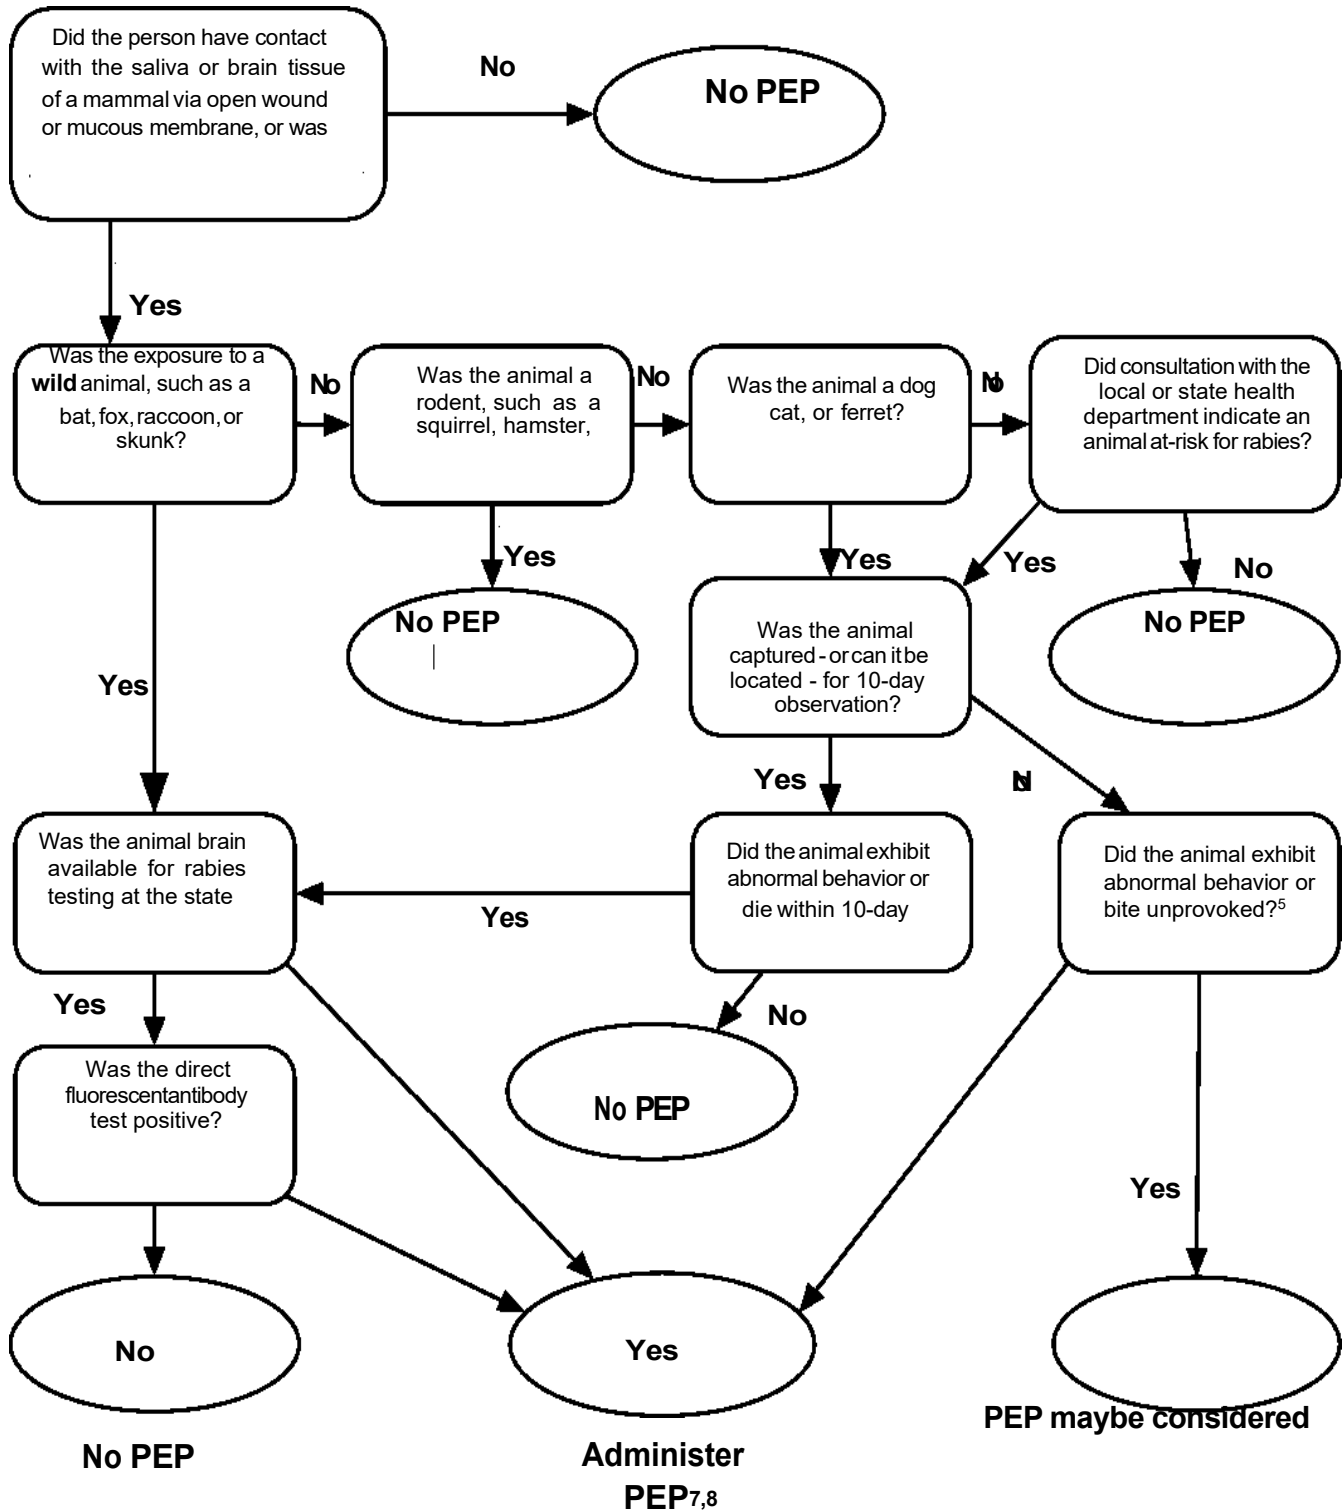 Did the person have contact
with the saliva or brain tissue
of a mammal via open wound
or mucous membrane, or was
No
No PEP
Yes
Was the exposure to a
wild animal, such as a
bat, fox, raccoon, or
skunk?
No
Was the animal a
rodent, such as a
squirrel, hamster,
No
Was the animal a dog
cat, or ferret?
No
Did consultation with the
local or state health
department indicate an
animal at-risk for rabies?
Yes
Yes
Yes
No
No PEP
Was the animal
captured - or can it be
located - for 10-day
observation?
No PEP
Yes
Yes
No
Was the animal brain
available for rabies
testing at the state
Did the animal exhibit
abnormal behavior or
die within 10-day
Did the animal exhibit
abnormal behavior or
bite unprovoked?5
Yes
Yes
No
Was the direct
fluorescentantibody
test positive?
No PEP
Yes
No
Yes
No PEP
Administer
PEP7,8
PEP maybe considered